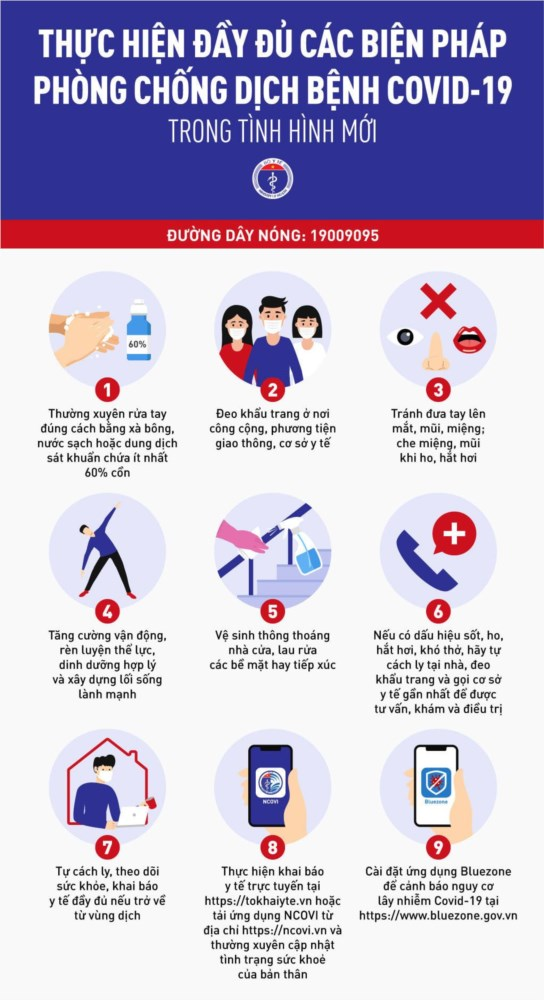 THỰC HIỆN ĐẦY ĐỦ CÁC BIỆN PHÁP
PHÒNG CHỐNG DỊCH BỆNH COVID-19
TRONG TÌNH HÌNH MỚI
ĐƯỜNG DÂY NÓNG: 19009095
60%
1
Thường xuyên rửa tay
đúng cách bằng xà bông,
nước sạch hoặc dung dịch
sát khuẩn chứa ít nhất
60% cồn
2
Đeo khẩu trang ở nơi
công cộng, phương tiện
giao thông, cơ sở y tế
3
Tránh đưa tay lên
mắt, mũi, miệng;
che miệng, mũi
khi ho, hắt hơi
4
Tăng cường vận động,
rèn luyện thể lực,
dinh dưỡng hợp lý
và xây dựng lối sống
lành mạnh
5
Vệ sinh thông thoáng
nhà cửa, lau rửa
các bề mặt hay tiếp xúc
6
Nếu có dấu hiệu sốt, ho,
hắt hơi, khó thở, hãy tự
cách ly tại nhà, đeo
khẩu trang và gọi cơ sở
y tế gần nhất để được
tư vấn, khám và điều trị
7
Tự cách ly, theo dõi
sức khỏe, khai báo
y tế đầy đủ nếu trở về
từ vùng dịch
NCOVI
8
Thực hiện khai báo
y tế trực tuyến tại
https://tokhaiyte.vn hoặc
tải ứng dụng NCOVI từ
địa chỉ https://ncovi.vn và
thường xuyên cập nhật
tình trạng sức khoẻ
của bản thân
Bluezone
9
Cài đặt ứng dụng Bluezone
để cảnh báo nguy cơ
lây nhiễm Covid-19 tại
https://www.bluezone.gov.vn